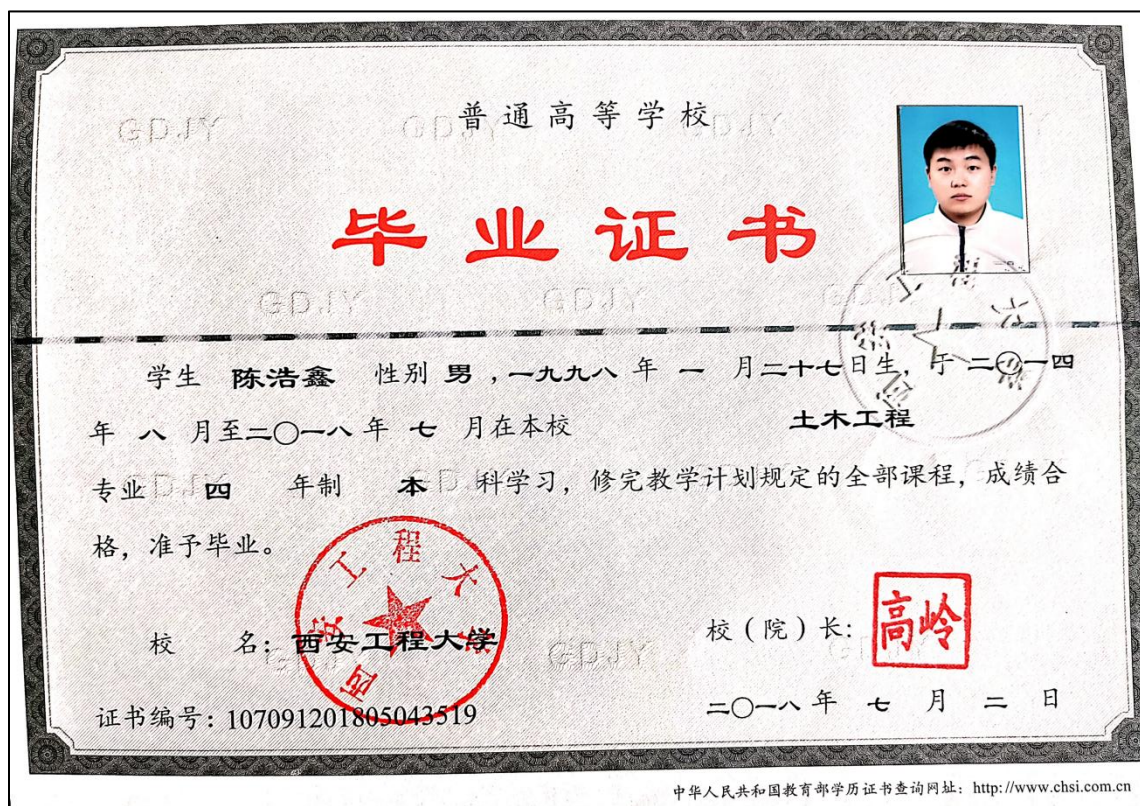 普通高等学校
毕业证书
学生 陈浩鑫 性别 男 ,一九九八 年 一 月二十七日生，于 二〇一四
年 八 月至二〇一八年 七 月在本校 土木工程
专业 四 年制 本 科学习，修完教学计划规定的全部课程，成绩合
格，准予毕业。
西安工程大学
校 名：西安工程大学
校（院）长：
高岭
证书编号：107091201805043519
二〇一八 年 七 月 二 日
中华人民共和国教育部学历证书查询网址：http://www.chsi.com.cn
GDJY